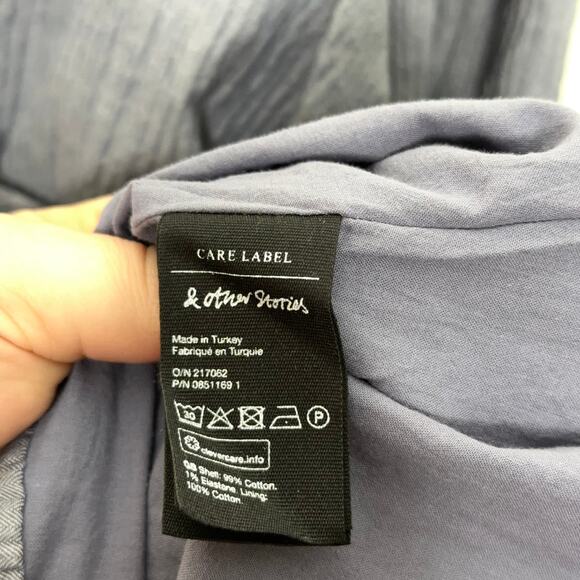 CARE LABEL
& other Stories
Made in Turkey
Fabriqué en Turquie
O/N 217062
P/N 0851169 1
30 P
clevercare.info
GB Shell: 99% Cotton.
1% Elastane. Lining:
100% Cotton.